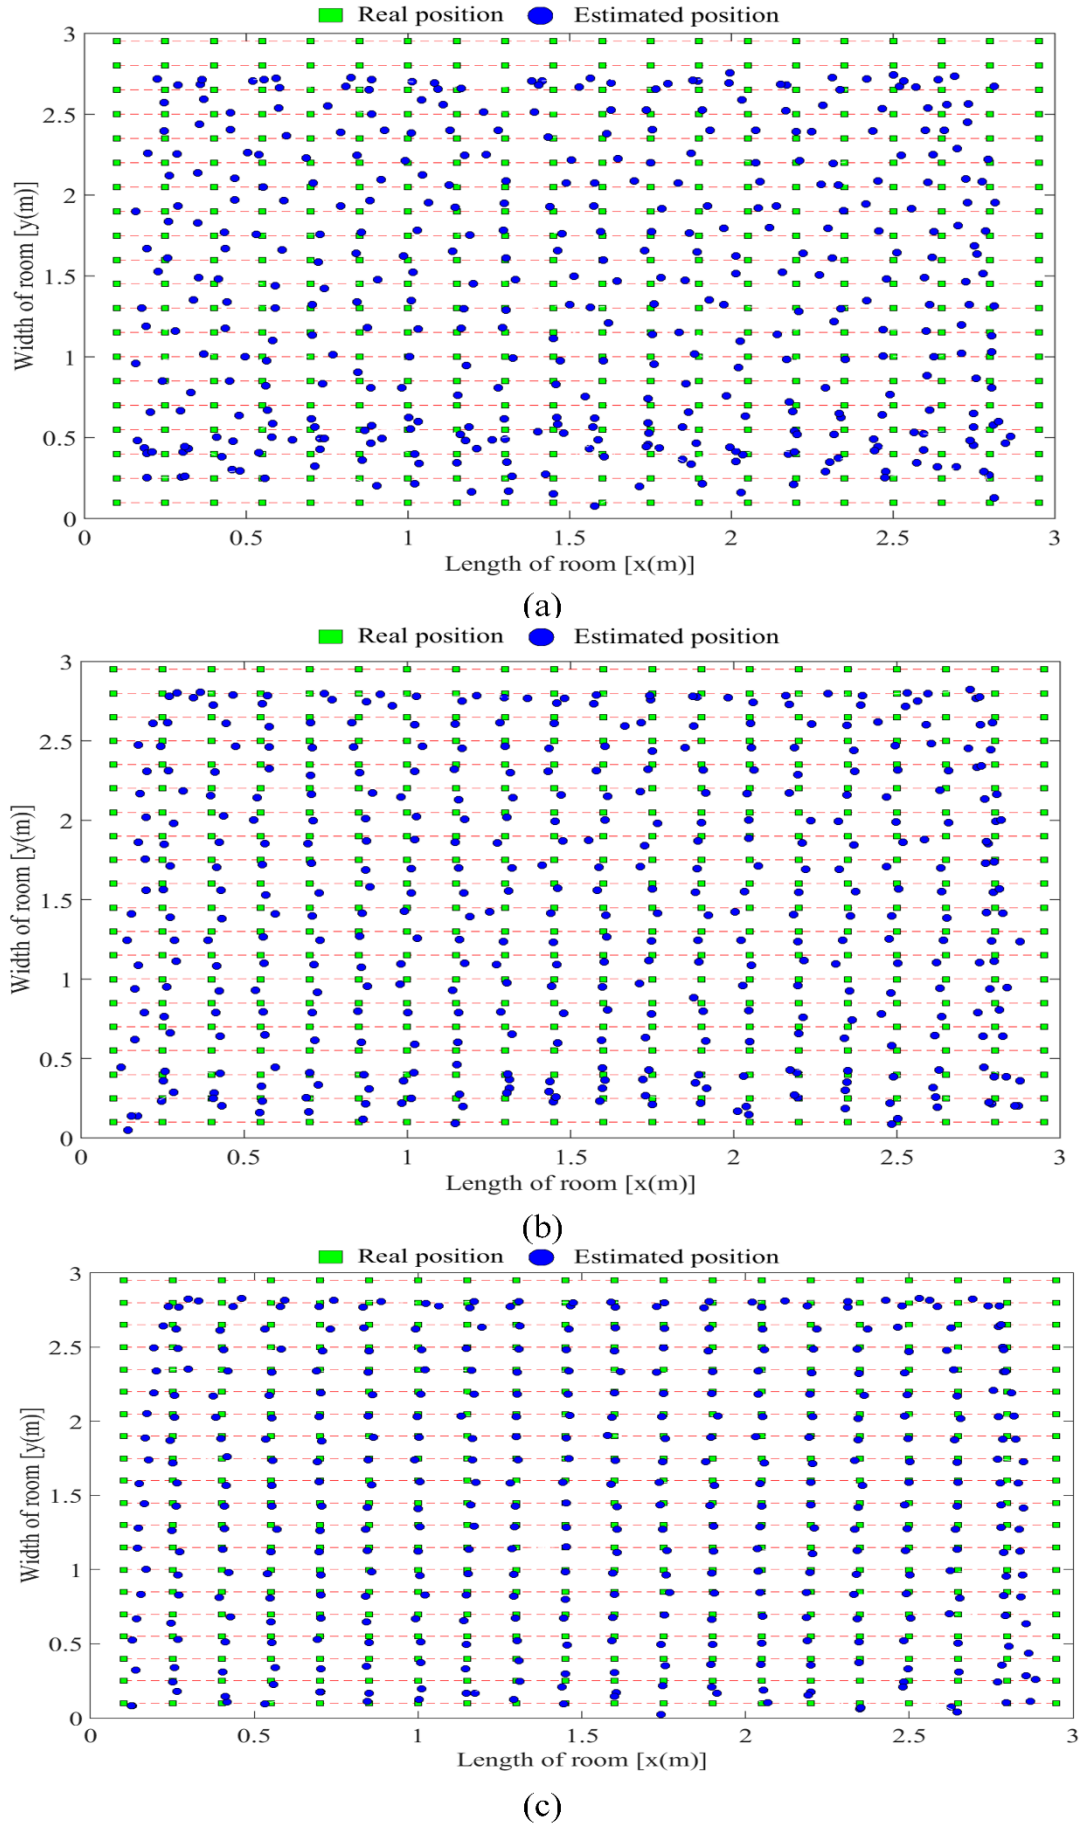 Real position Estimated position
3
2.5
2
1.5
1
0.5
0
Width of room [y(m)]
0 0.5 1 1.5 2 2.5 3
Length of room [x(m)]
(a)
Real position Estimated position
3
2.5
2
1.5
1
0.5
0
Width of room [y(m)]
0 0.5 1 1.5 2 2.5 3
Length of room [x(m)]
(b)
Real position Estimated position
3
2.5
2
1.5
1
0.5
0
Width of room [y(m)]
0 0.5 1 1.5 2 2.5 3
Length of room [x(m)]
(c)